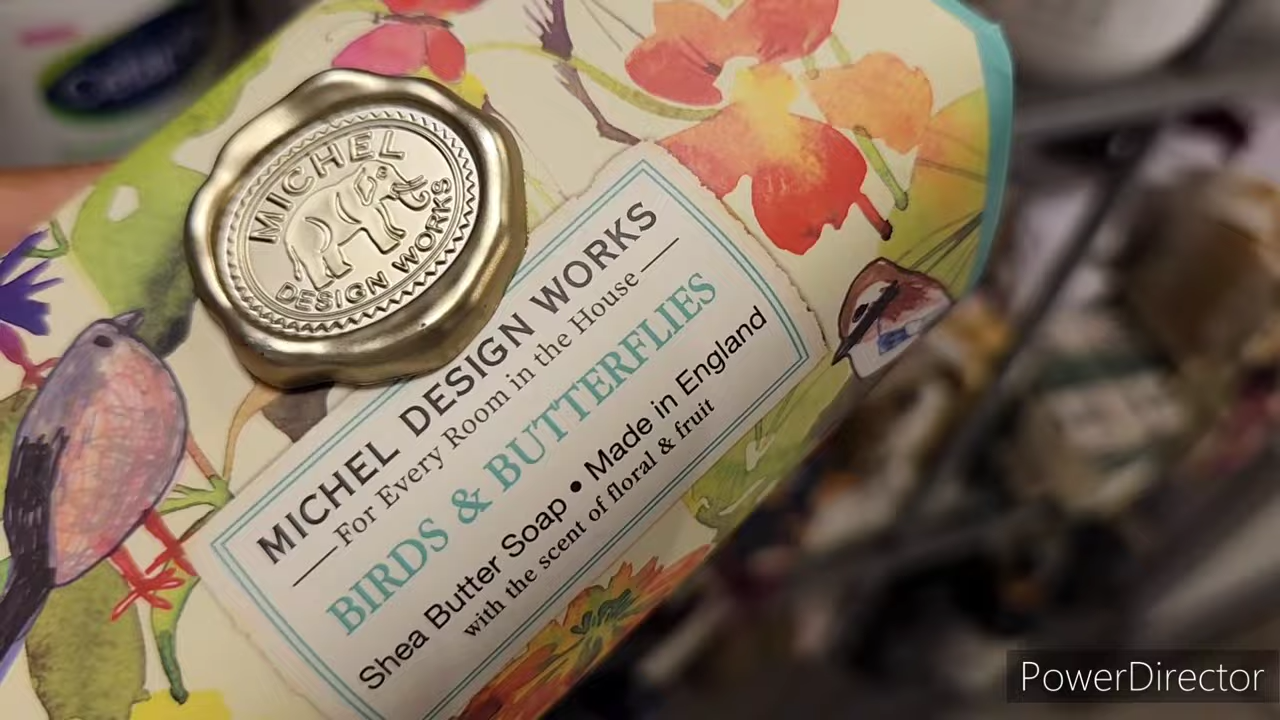 MICHEL
DESIGN WORKS
MICHEL DESIGN WORKS
For Every Room in the House
BIRDS & BUTTERFLIES
Shea Butter Soap • Made in England
with the scent of floral & fruit
PowerDirector